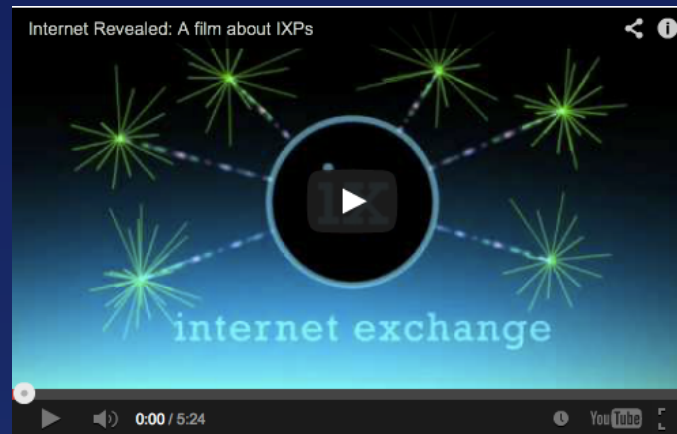 Internet Revealed: A film about IXPs
IX
internet exchange
0:00 / 5:24
YouTube